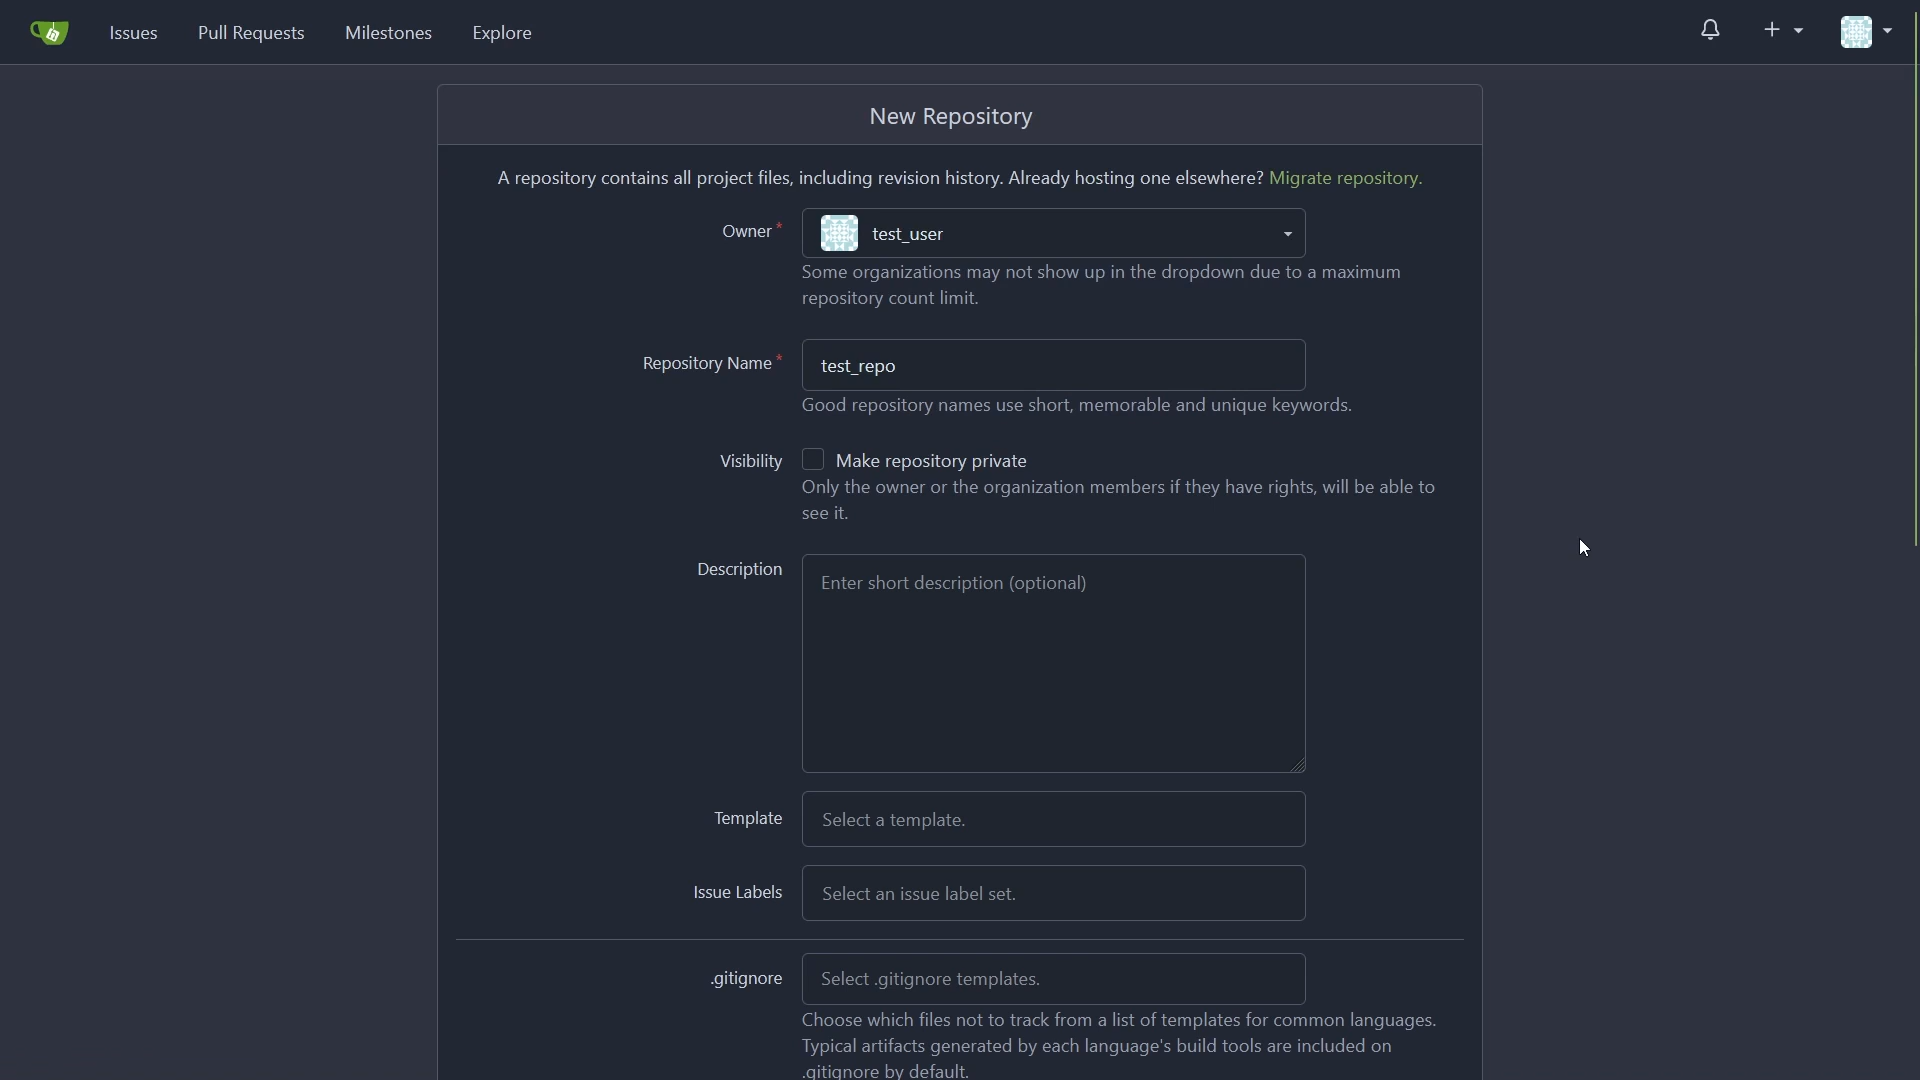 Issues Pull Requests Milestones Explore
New Repository
A repository contains all project files, including revision history. Already hosting one elsewhere? Migrate repository.
Owner * test_user
Some organizations may not show up in the dropdown due to a maximum
repository count limit.
Repository Name * test_repo
Good repository names use short, memorable and unique keywords.
Visibility Make repository private
Only the owner or the organization members if they have rights, will be able to
see it.
Description Enter short description (optional)
Template Select a template.
Issue Labels Select an issue label set.
.gitignore Select .gitignore templates.
Choose which files not to track from a list of templates for common languages.
Typical artifacts generated by each language's build tools are included on
.gitignore by default.